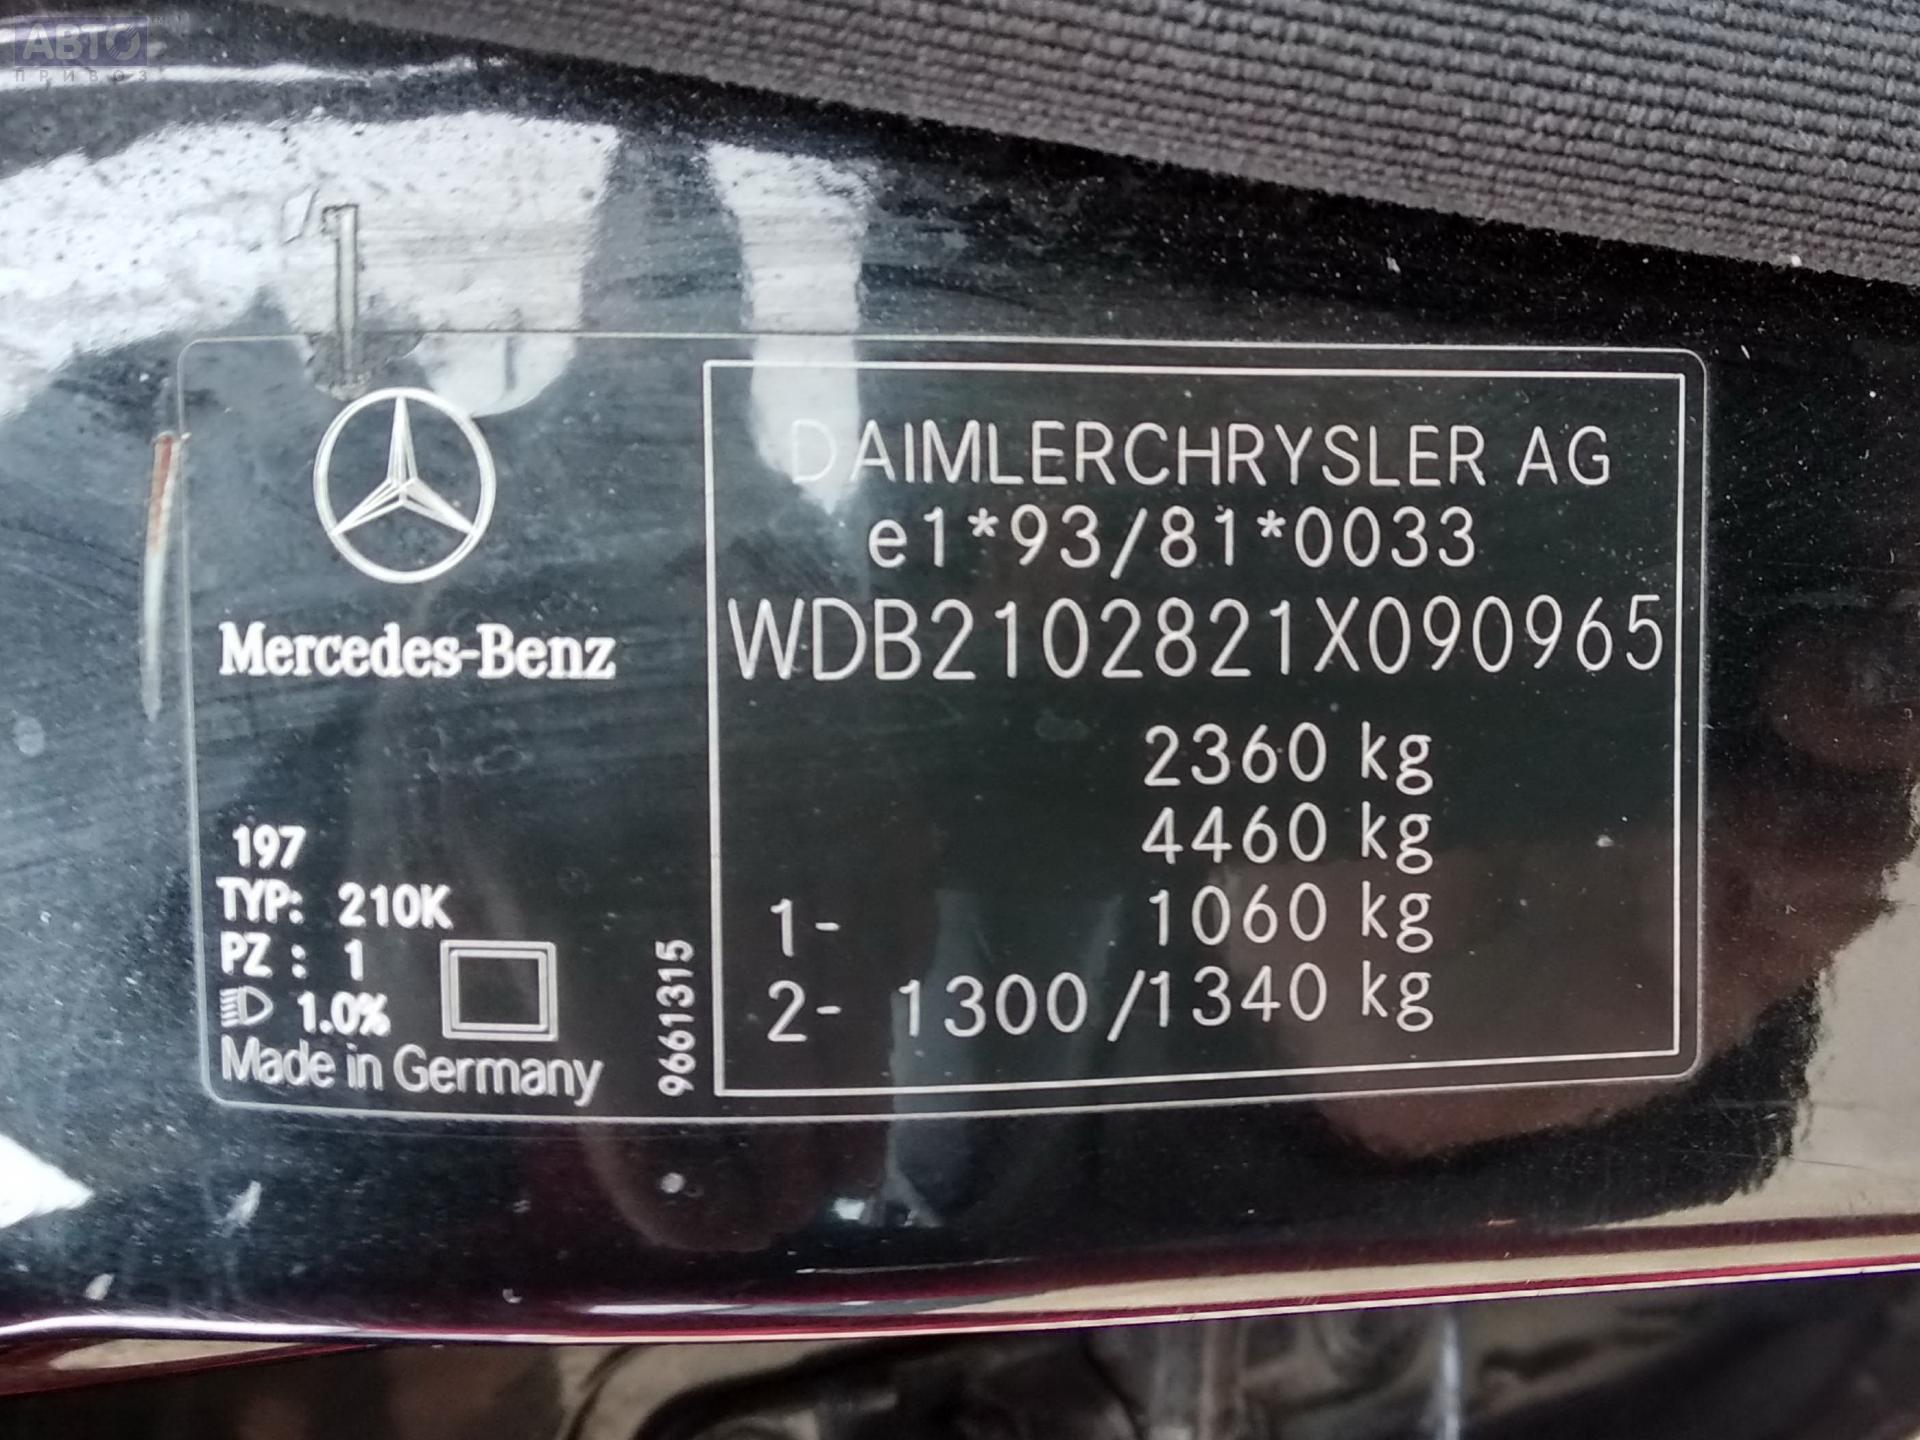 АВТО
ПРИВОЗ
Mercedes-Benz
197
TYP: 210K
PZ : 1
1.0%
Made in Germany
9661315
DAIMLERCHRYSLER AG
e1*93/81*0033
WDB2102821X090965
2360 kg
4460 kg
1- 1060 kg
2- 1300/1340 kg